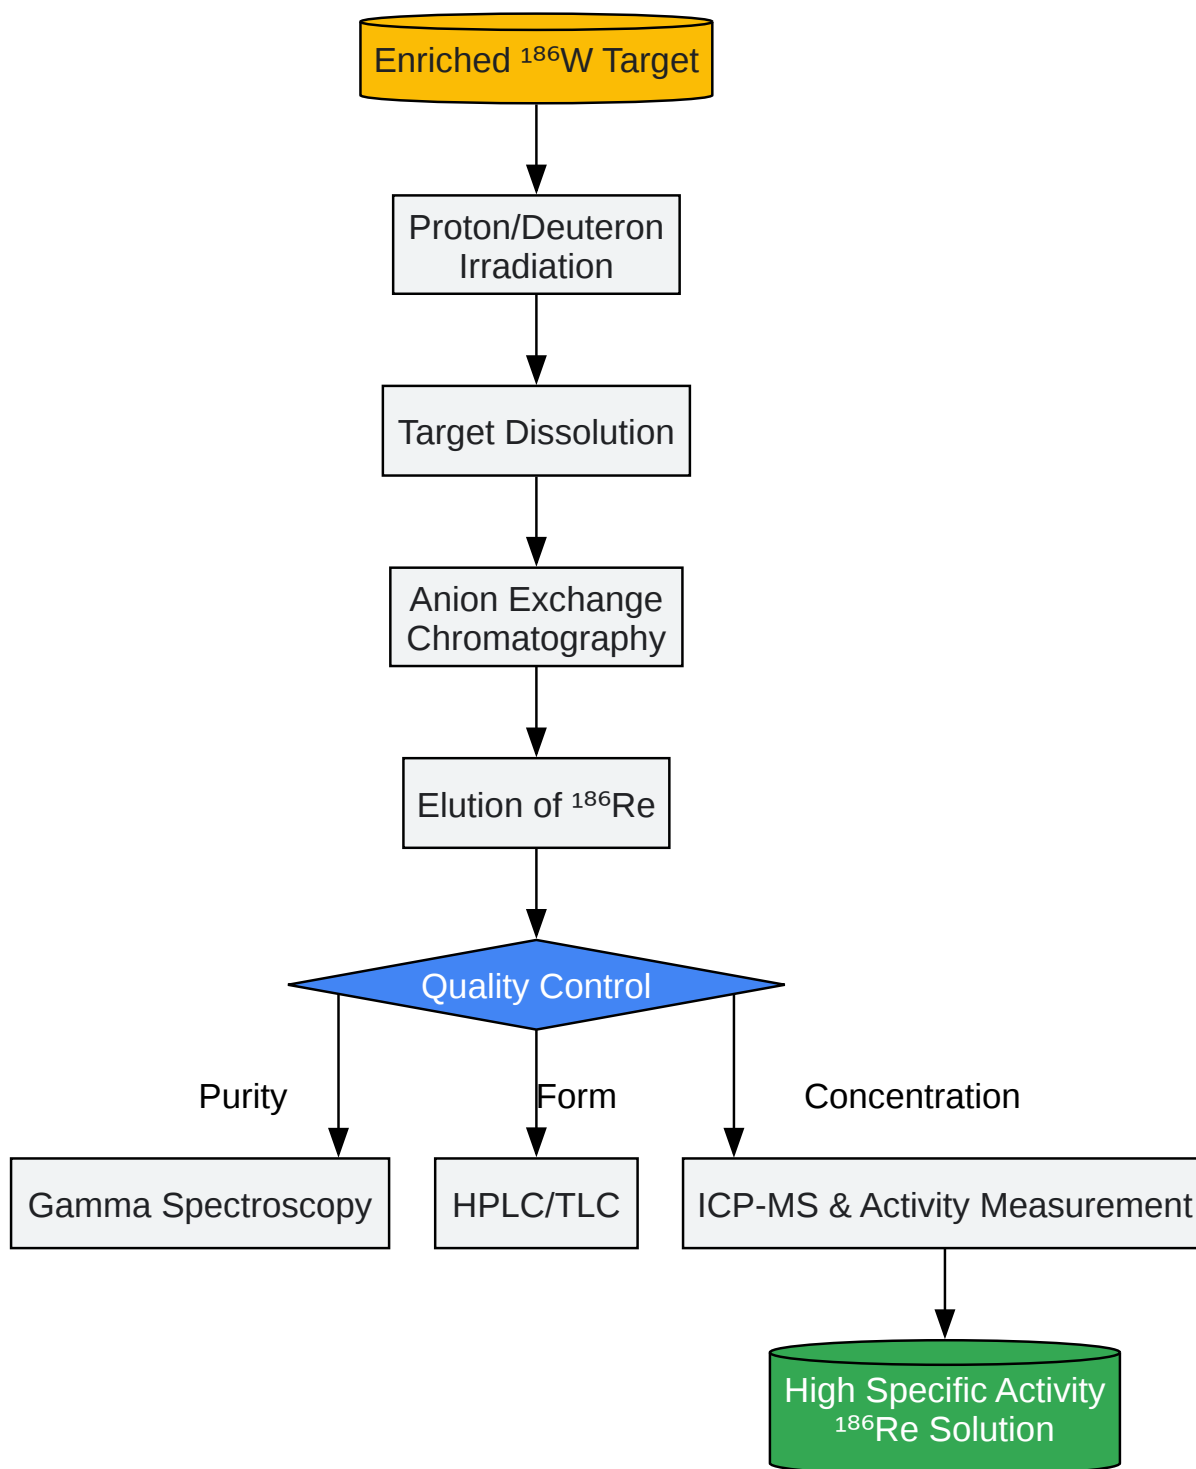 Enriched ¹⁸⁶W Target
Proton/Deuteron
Irradiation
Target Dissolution
Anion Exchange
Chromatography
Elution of ¹⁸⁶Re
Quality Control
Purity
Form
Concentration
Gamma Spectroscopy
HPLC/TLC
ICP-MS & Activity Measurement
High Specific Activity
¹⁸⁶Re Solution